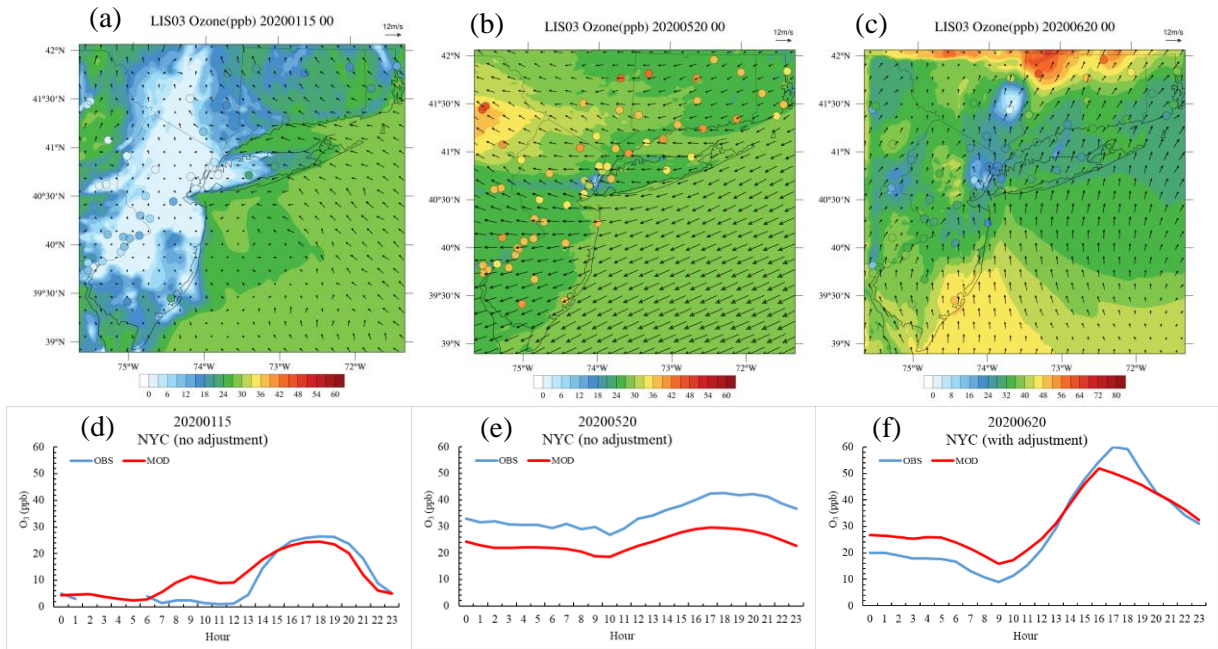 (a)
LIS03 Ozone(ppb) 20200115 00
12m/s
42°N
41°30'N
41°N
40°30'N
40°N
39°30'N
39°N
75°W 74°W 73°W 72°W
0 6 12 18 24 30 36 42 48 54 60
(b)
LIS03 Ozone(ppb) 20200520 00
12m/s
42°N
41°30'N
41°N
40°30'N
40°N
39°30'N
39°N
75°W 74°W 73°W 72°W
0 6 12 18 24 30 36 42 48 54 60
(c)
LIS03 Ozone(ppb) 20200620 00
12m/s
42°N
41°30'N
41°N
40°30'N
40°N
39°30'N
39°N
75°W 74°W 73°W 72°W
0 8 16 24 32 40 48 56 64 72 80
(d)
20200115
NYC (no adjustment)
OBS MOD
O₃ (ppb)
60
50
40
30
20
10
0
0 1 2 3 4 5 6 7 8 9 10 11 12 13 14 15 16 17 18 19 20 21 22 23
Hour
(e)
20200520
NYC (no adjustment)
OBS MOD
O₃ (ppb)
60
50
40
30
20
10
0
0 1 2 3 4 5 6 7 8 9 10 11 12 13 14 15 16 17 18 19 20 21 22 23
Hour
(f)
20200620
NYC (with adjustment)
OBS MOD
O₃ (ppb)
60
50
40
30
20
10
0
0 1 2 3 4 5 6 7 8 9 10 11 12 13 14 15 16 17 18 19 20 21 22 23
Hour